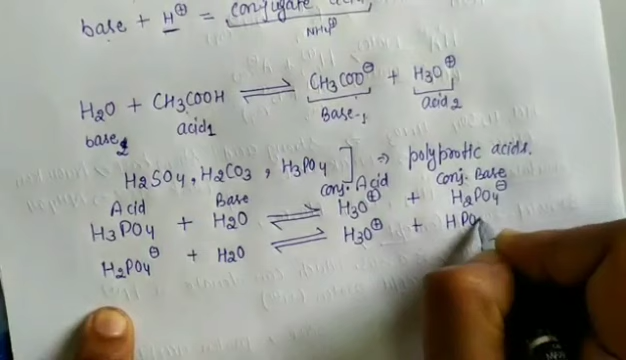 base + H⊕ = conjugate acid
NH₄⊕
H₂O + CH₃COOH ⇌ CH₃COO⊖ + H₃O⊕
base₂ acid₁ Base-₁ acid₂
H₂SO₄, H₂CO₃, H₃PO₄ ] ⇒ polyprotic acids.
Acid Base conj. Acid conj. Base
H₃PO₄ + H₂O ⇌ H₃O⊕ + H₂PO₄⊖
H₂PO₄⊖ + H₂O ⇌ H₃O⊕ + HPO